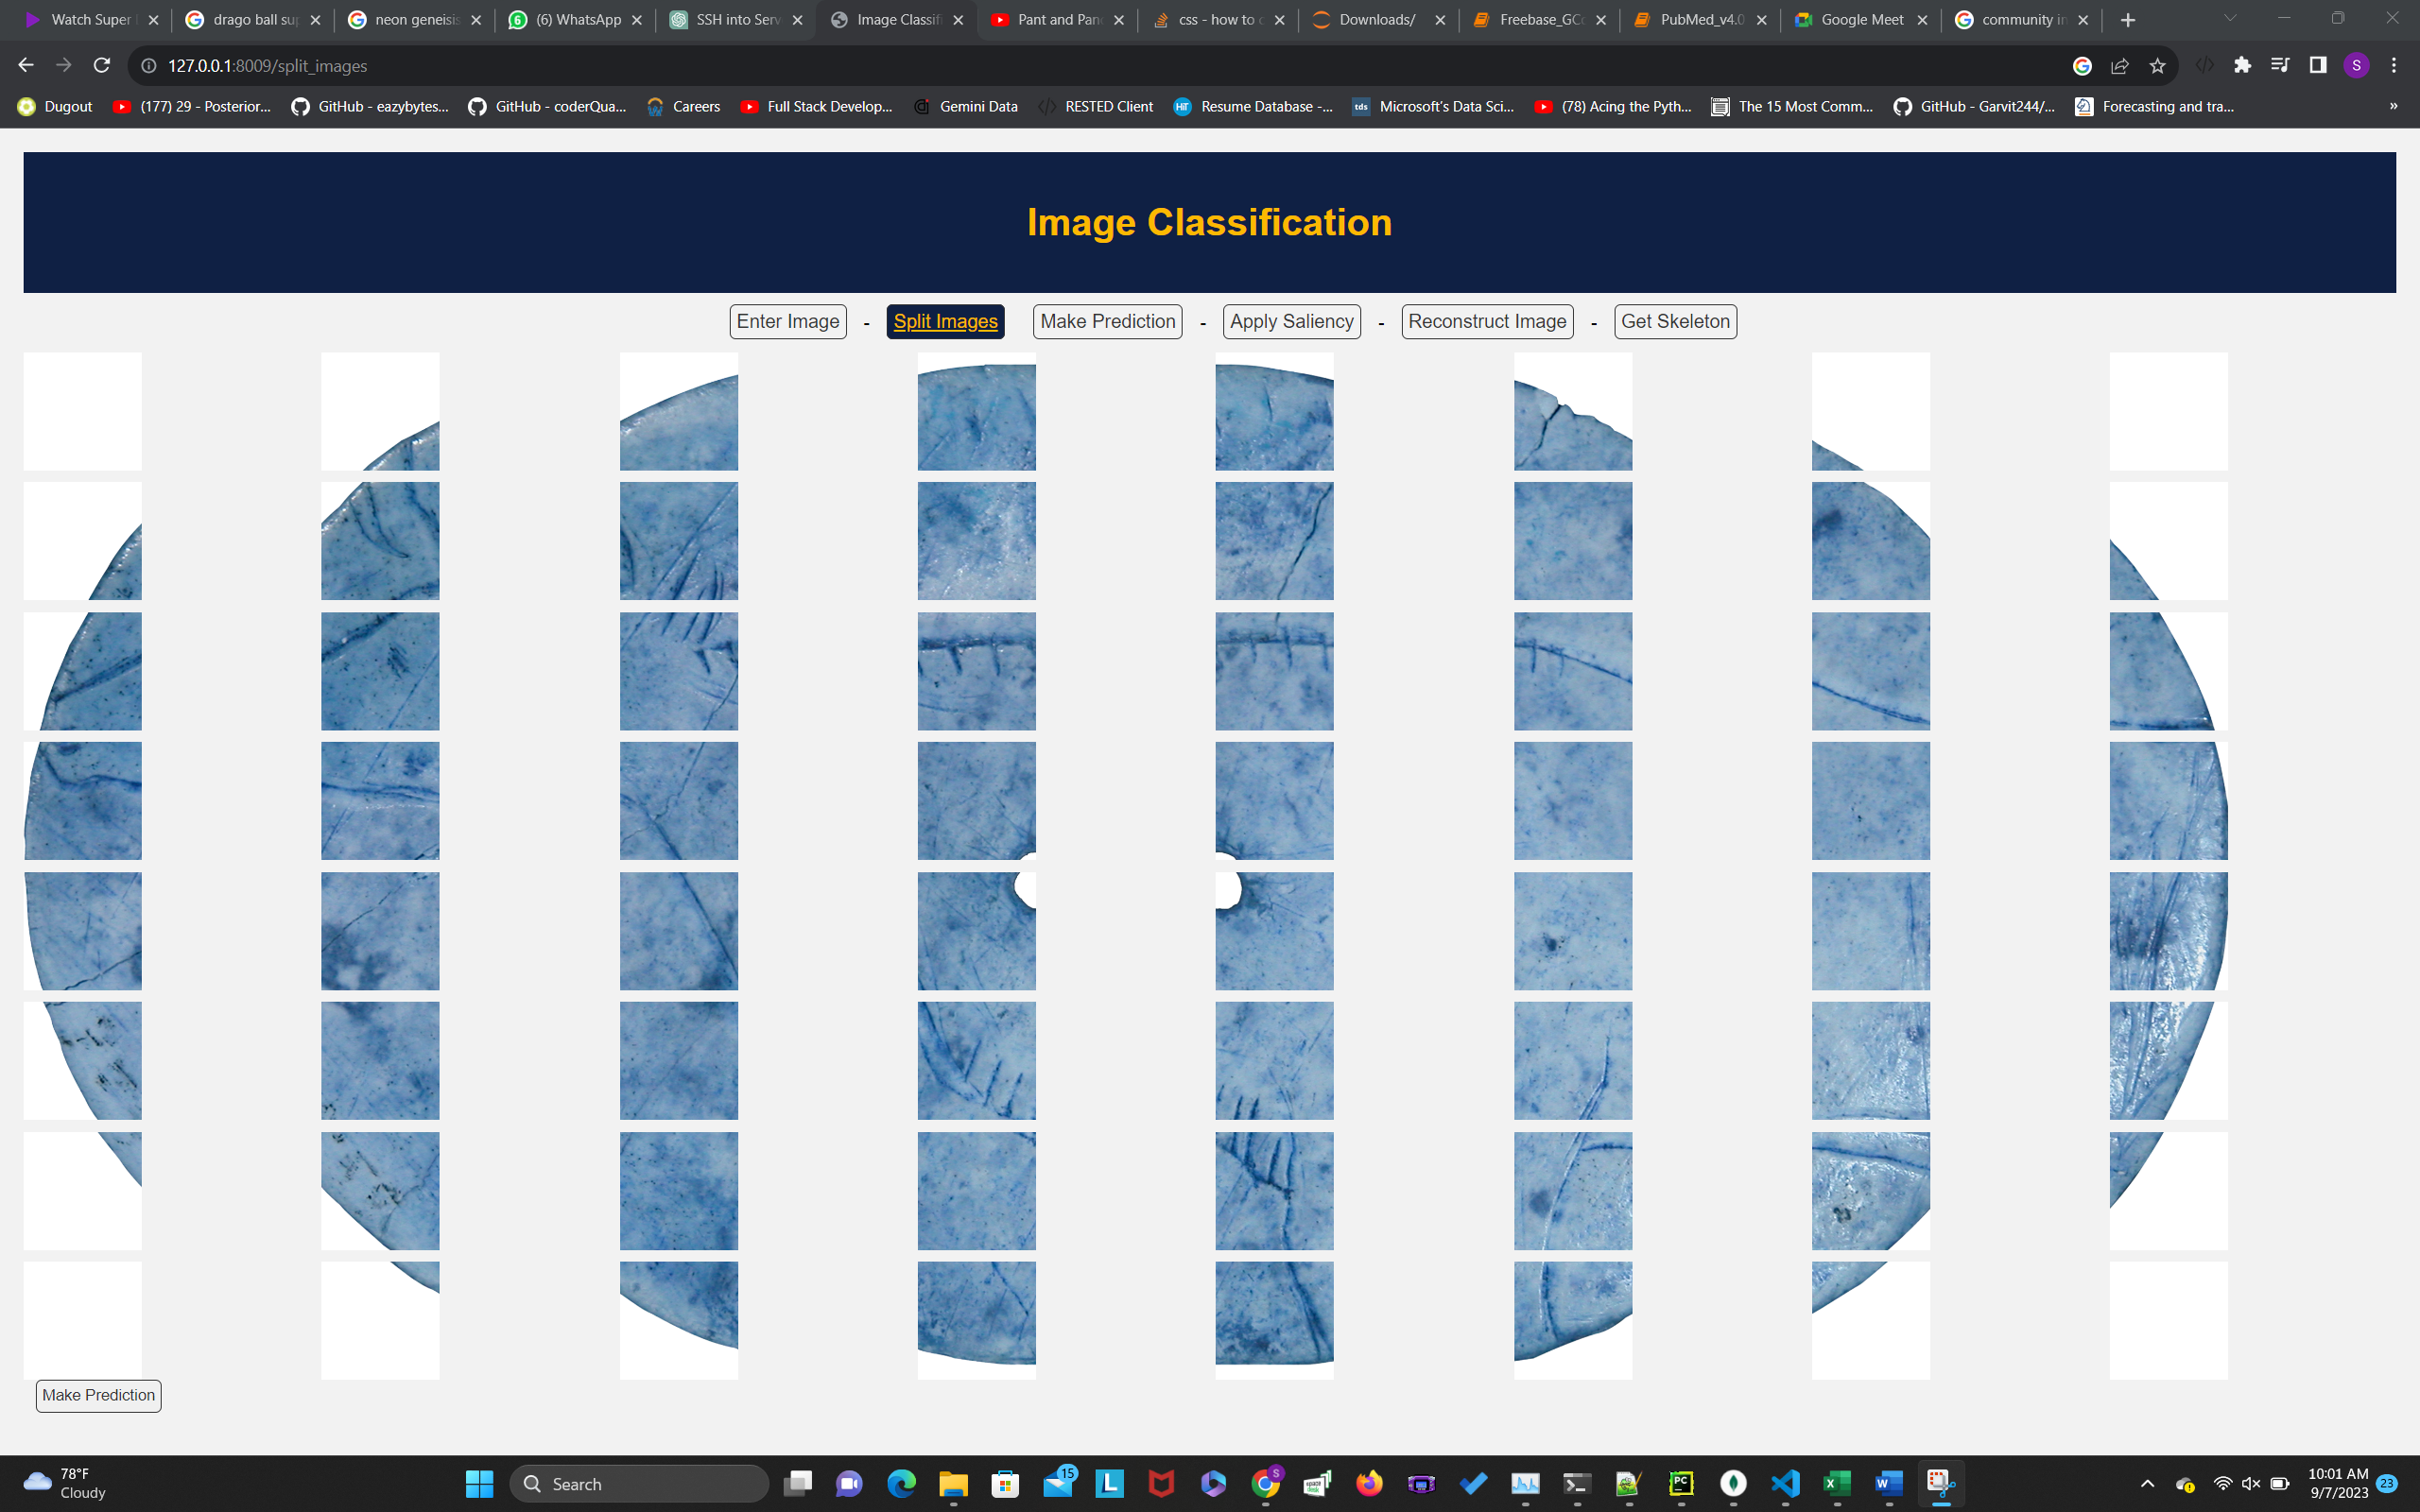 Watch Super
drago ball sup
neon geneisis
(6) WhatsApp
SSH into Serv
Image Classifi
Pant and Pand
css - how to c
Downloads/
Freebase_GCo
PubMed_v4.0
Google Meet
community in
127.0.0.1:8009/split_images
S
Dugout
(177) 29 - Posterior...
GitHub - eazybytes...
GitHub - coderQua...
Careers
Full Stack Develop...
Gemini Data
RESTED Client
Resume Database -...
Microsoft's Data Sci...
(78) Acing the Pyth...
The 15 Most Comm...
GitHub - Garvit244/...
Forecasting and tra...
»
Image Classification
Enter Image - Split Images Make Prediction - Apply Saliency - Reconstruct Image - Get Skeleton
Make Prediction
78°F
Cloudy
Search
15
10:01 AM
9/7/2023
23